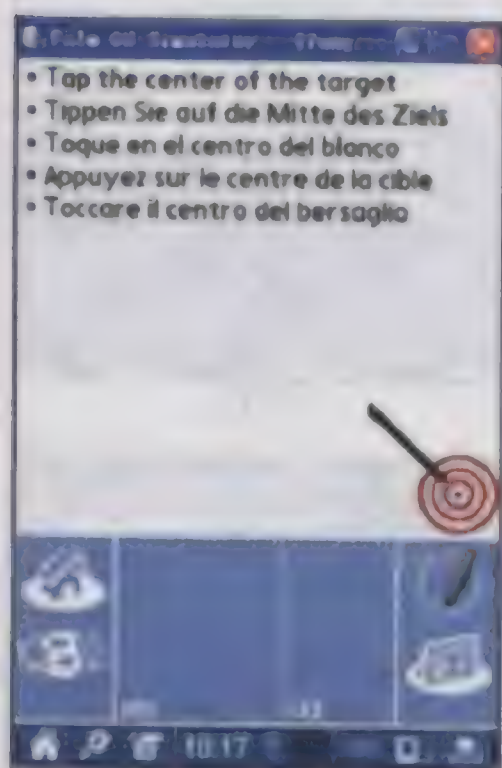 • Tap the center of the target
• Tippen Sie auf die Mitte des Ziels
• Toque en el centro del blanco
• Appuyez sur le centre de la cible
• Toccare il centro del bersaglio
10:17